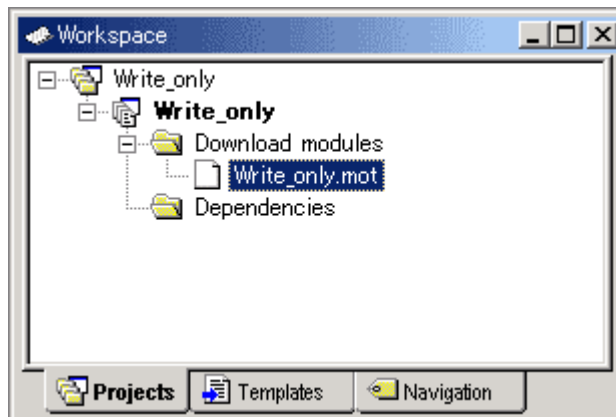 Workspace
Write_only
Write_only
Download modules
Write_only.mot
Dependencies
Projects Templates Navigation